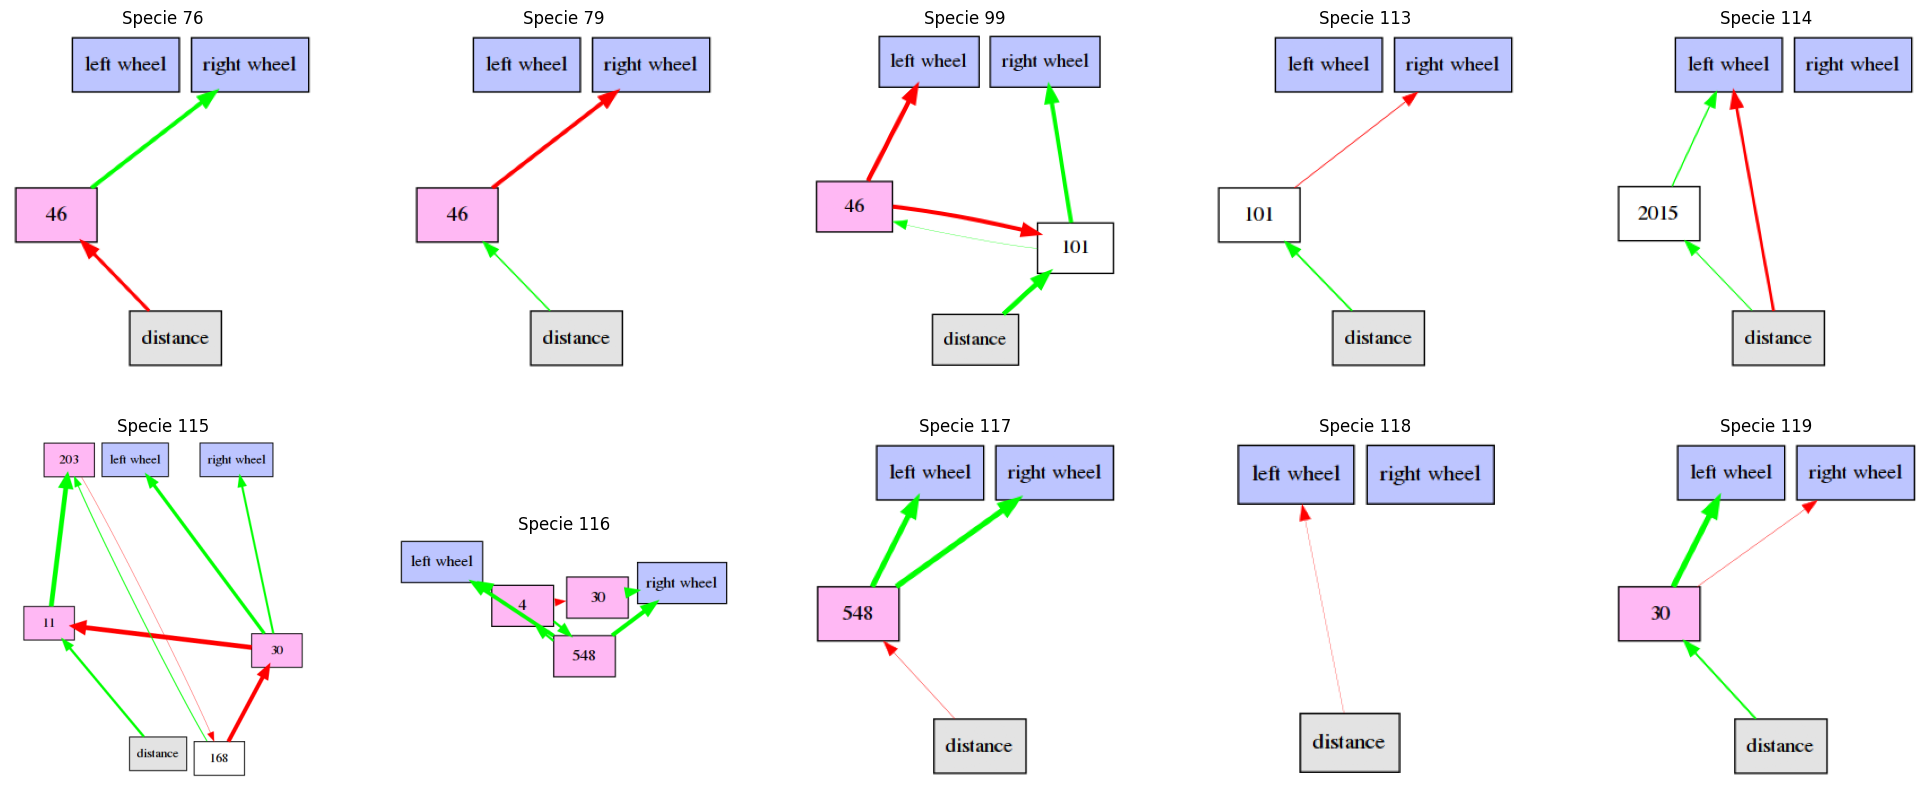 Specie 76
left wheel
right wheel
46
distance
Specie 79
left wheel
right wheel
46
distance
Specie 99
left wheel
right wheel
46
101
distance
Specie 113
left wheel
right wheel
101
distance
Specie 114
left wheel
right wheel
2015
distance
Specie 115
203
left wheel
right wheel
11
30
distance
168
Specie 116
left wheel
4
30
right wheel
548
Specie 117
left wheel
right wheel
548
distance
Specie 118
left wheel
right wheel
distance
Specie 119
left wheel
right wheel
30
distance